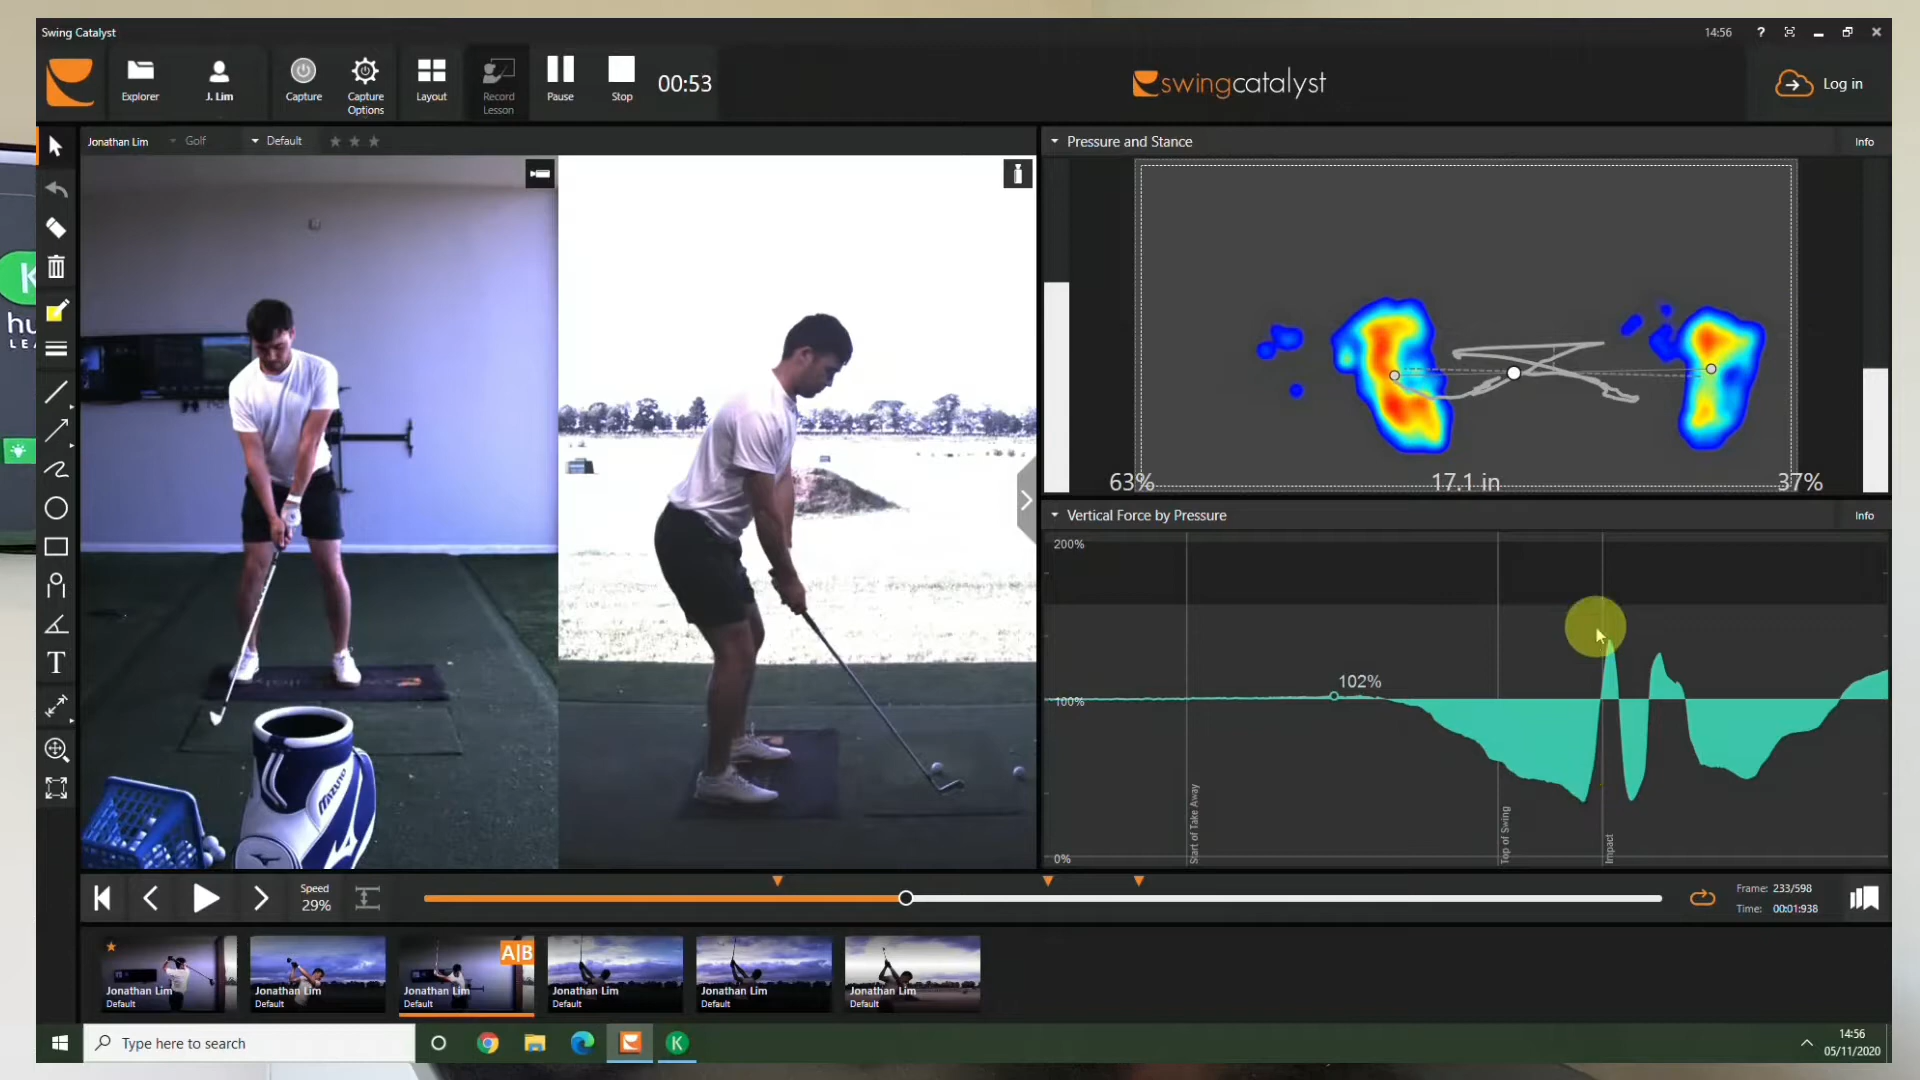 Swing Catalyst
14:56
?
Explorer
J. Lim
Capture
Capture
Options
Layout
Record
Lesson
Pause
Stop
00:53
swingcatalyst
Log in
Jonathan Lim
Golf
Default
Pressure and Stance
Info
63%
17.1 in
37%
Vertical Force by Pressure
Info
200%
102%
100%
0%
Start of Take Away
Top of Swing
Impact
T
K
hu
LE
MIZUNO
Speed
29%
Frame: 233/598
Time: 00:01:938
A|B
Jonathan Lim
Default
Jonathan Lim
Default
Jonathan Lim
Default
Jonathan Lim
Default
Jonathan Lim
Default
Jonathan Lim
Default
Type here to search
K
14:56
05/11/2020